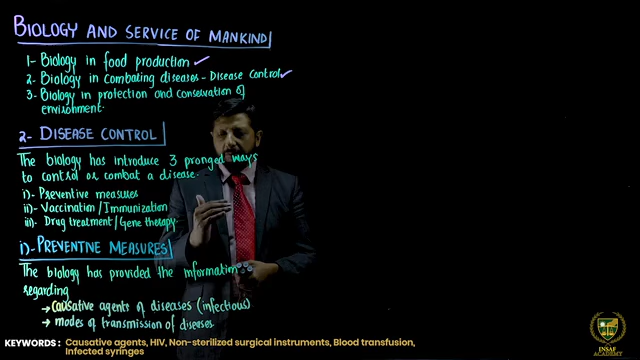 BIOLOGY AND SERVICE OF MANKIND
1- Biology in food production ✓
2- Biology in Combating diseases - Disease Control ✓
3- Biology in protection and conservation of
environment.
2- DISEASE CONTROL
The biology has introduce 3 pronged ways
to control or combat a disease.
i)- Preventive measures
ii)- Vaccination/Immunization
iii)- Drug treatment/Gene therapy
i)- PREVENTIVE MEASURES
The biology has provided the information
regarding
→ Causative agents of diseases (infectious)
→ modes of transmission of diseases
KEYWORDS: Causative agents, HIV, Non-sterilized surgical instruments, Blood transfusion,
Infected syringes
INSAF
ACADEMY